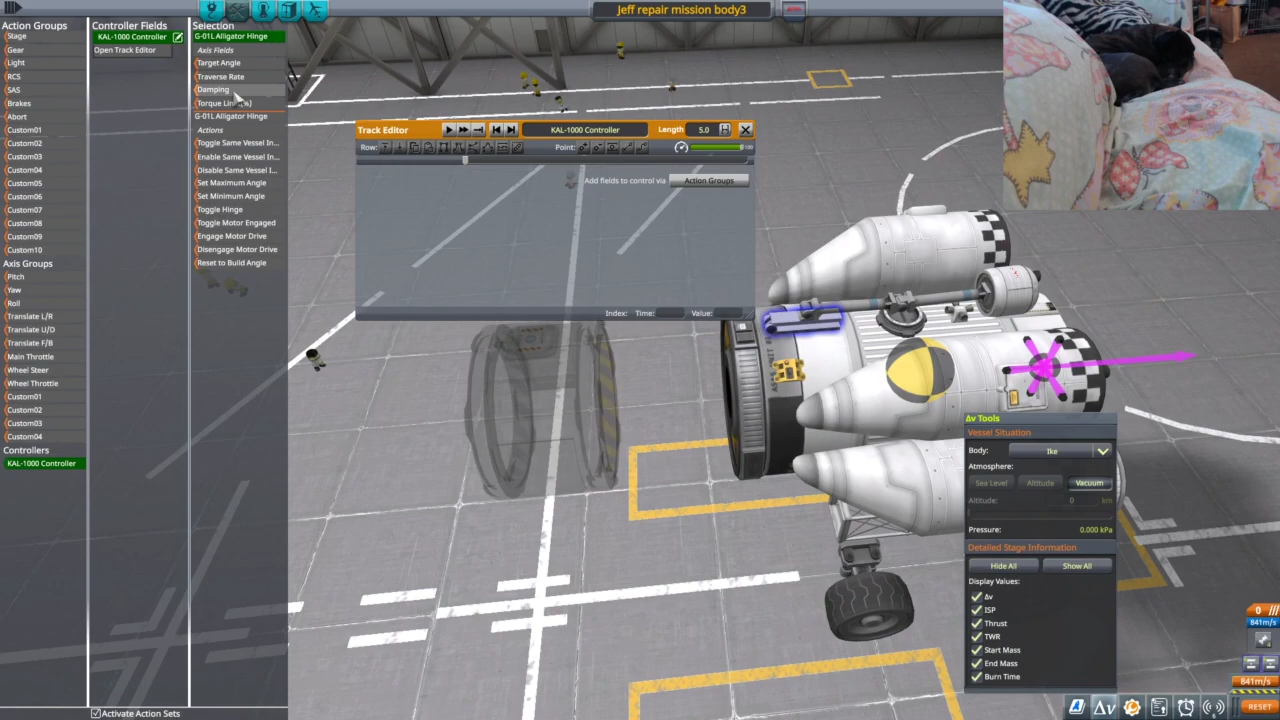 Jeff repair mission body3
Action Groups
Stage
Gear
Light
RCS
SAS
Brakes
Abort
Custom01
Custom02
Custom03
Custom04
Custom05
Custom06
Custom07
Custom08
Custom09
Custom10
Axis Groups
Pitch
Yaw
Roll
Translate L/R
Translate U/D
Translate F/B
Main Throttle
Wheel Steer
Wheel Throttle
Custom01
Custom02
Custom03
Custom04
Controllers
KAL-1000 Controller
Activate Action Sets
Controller Fields
KAL-1000 Controller
Open Track Editor
Selection
G-01L Alligator Hinge
Axis Fields
Target Angle
Traverse Rate
Damping
G-01L Alligator Hinge
Actions
Toggle Same Vessel In...
Enable Same Vessel In...
Disable Same Vessel I...
Set Maximum Angle
Set Minimum Angle
Toggle Hinge
Toggle Motor Engaged
Engage Motor Drive
Disengage Motor Drive
Reset to Build Angle
Track Editor KAL-1000 Controller Length 5.0
Row: Point: 100
Add fields to control via Action Groups
Index: Time: Value:
Δv Tools
Vessel Situation
Body: Ike
Atmosphere:
Sea Level Altitude Vacuum
Altitude: 0 km
Pressure: 0.000 kPa
Detailed Stage Information
Hide All Show All
Display Values:
Δv
ISP
Thrust
TWR
Start Mass
End Mass
Burn Time
0
841m/s
841m/s
Δv
RESET